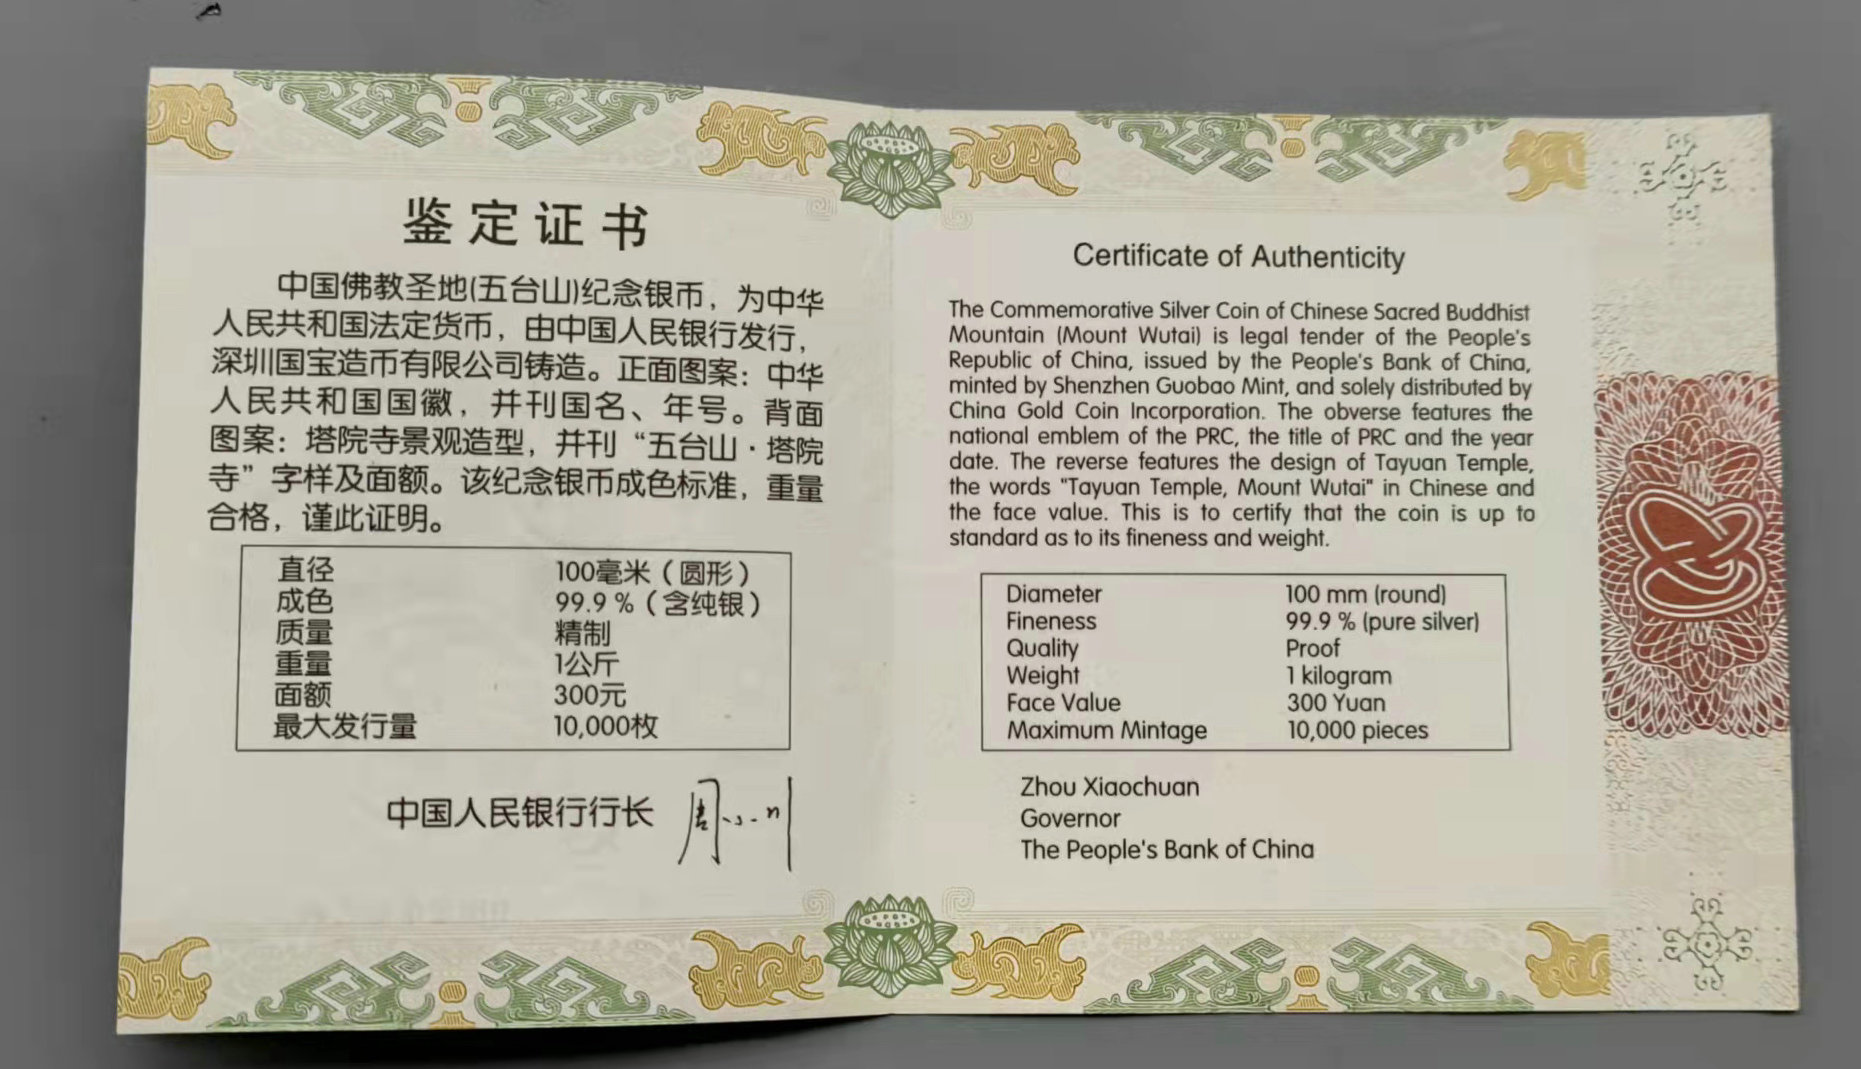 鉴定证书
中国佛教圣地(五台山)纪念银币，为中华
人民共和国法定货币，由中国人民银行发行，
深圳国宝造币有限公司铸造。正面图案：中华
人民共和国国徽，并刊国名、年号。背面
图案：塔院寺景观造型，并刊“五台山·塔院
寺”字样及面额。该纪念银币成色标准，重量
合格，谨此证明。
直径 100毫米（圆形）
成色 99.9％（含纯银）
质量 精制
重量 1公斤
面额 300元
最大发行量 10,000枚
中国人民银行行长 周小川
Certificate of Authenticity
The Commemorative Silver Coin of Chinese Sacred Buddhist
Mountain (Mount Wutai) is legal tender of the People's
Republic of China, issued by the People's Bank of China,
minted by Shenzhen Guobao Mint, and solely distributed by
China Gold Coin Incorporation. The obverse features the
national emblem of the PRC, the title of PRC and the year
date. The reverse features the design of Tayuan Temple,
the words "Tayuan Temple, Mount Wutai" in Chinese and
the face value. This is to certify that the coin is up to
standard as to its fineness and weight.
Diameter 100 mm (round)
Fineness 99.9 % (pure silver)
Quality Proof
Weight 1 kilogram
Face Value 300 Yuan
Maximum Mintage 10,000 pieces
Zhou Xiaochuan
Governor
The People's Bank of China